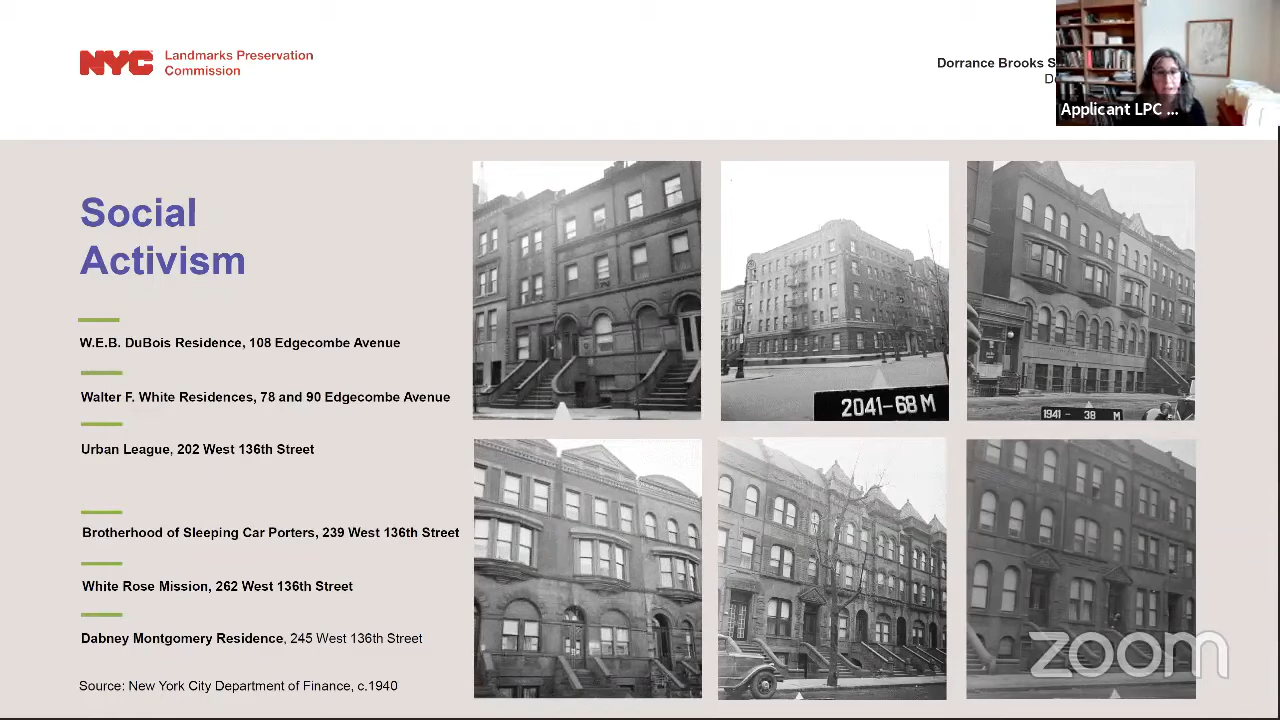 NYC Landmarks Preservation
Commission
Dorrance Brooks S
Applicant LPC ...
Social
Activism
W.E.B. DuBois Residence, 108 Edgecombe Avenue
Walter F. White Residences, 78 and 90 Edgecombe Avenue
Urban League, 202 West 136th Street
Brotherhood of Sleeping Car Porters, 239 West 136th Street
White Rose Mission, 262 West 136th Street
Dabney Montgomery Residence, 245 West 136th Street
Source: New York City Department of Finance, c.1940
2041-68 M
1941 - 38 M
zoom